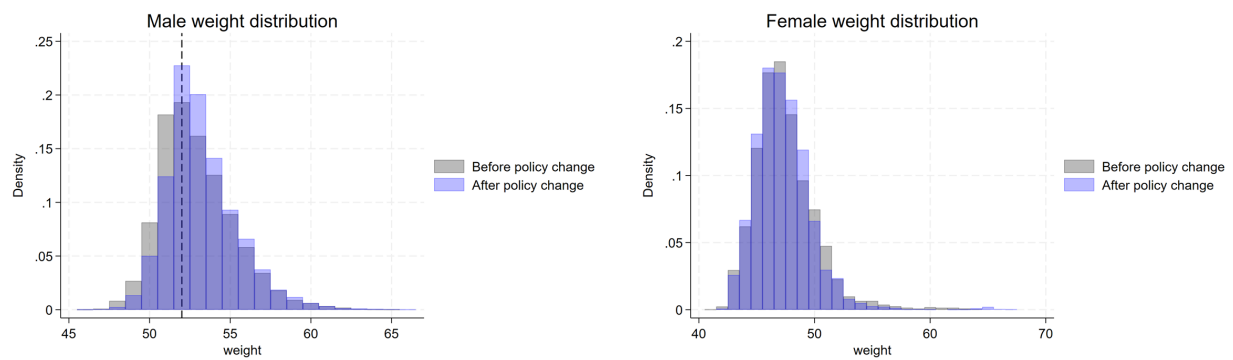 Male weight distribution
.25
.2
.15
.1
.05
0
Density
45
50
55
60
65
weight
Before policy change
After policy change
Female weight distribution
.2
.15
.1
.05
0
Density
40
50
60
70
weight
Before policy change
After policy change